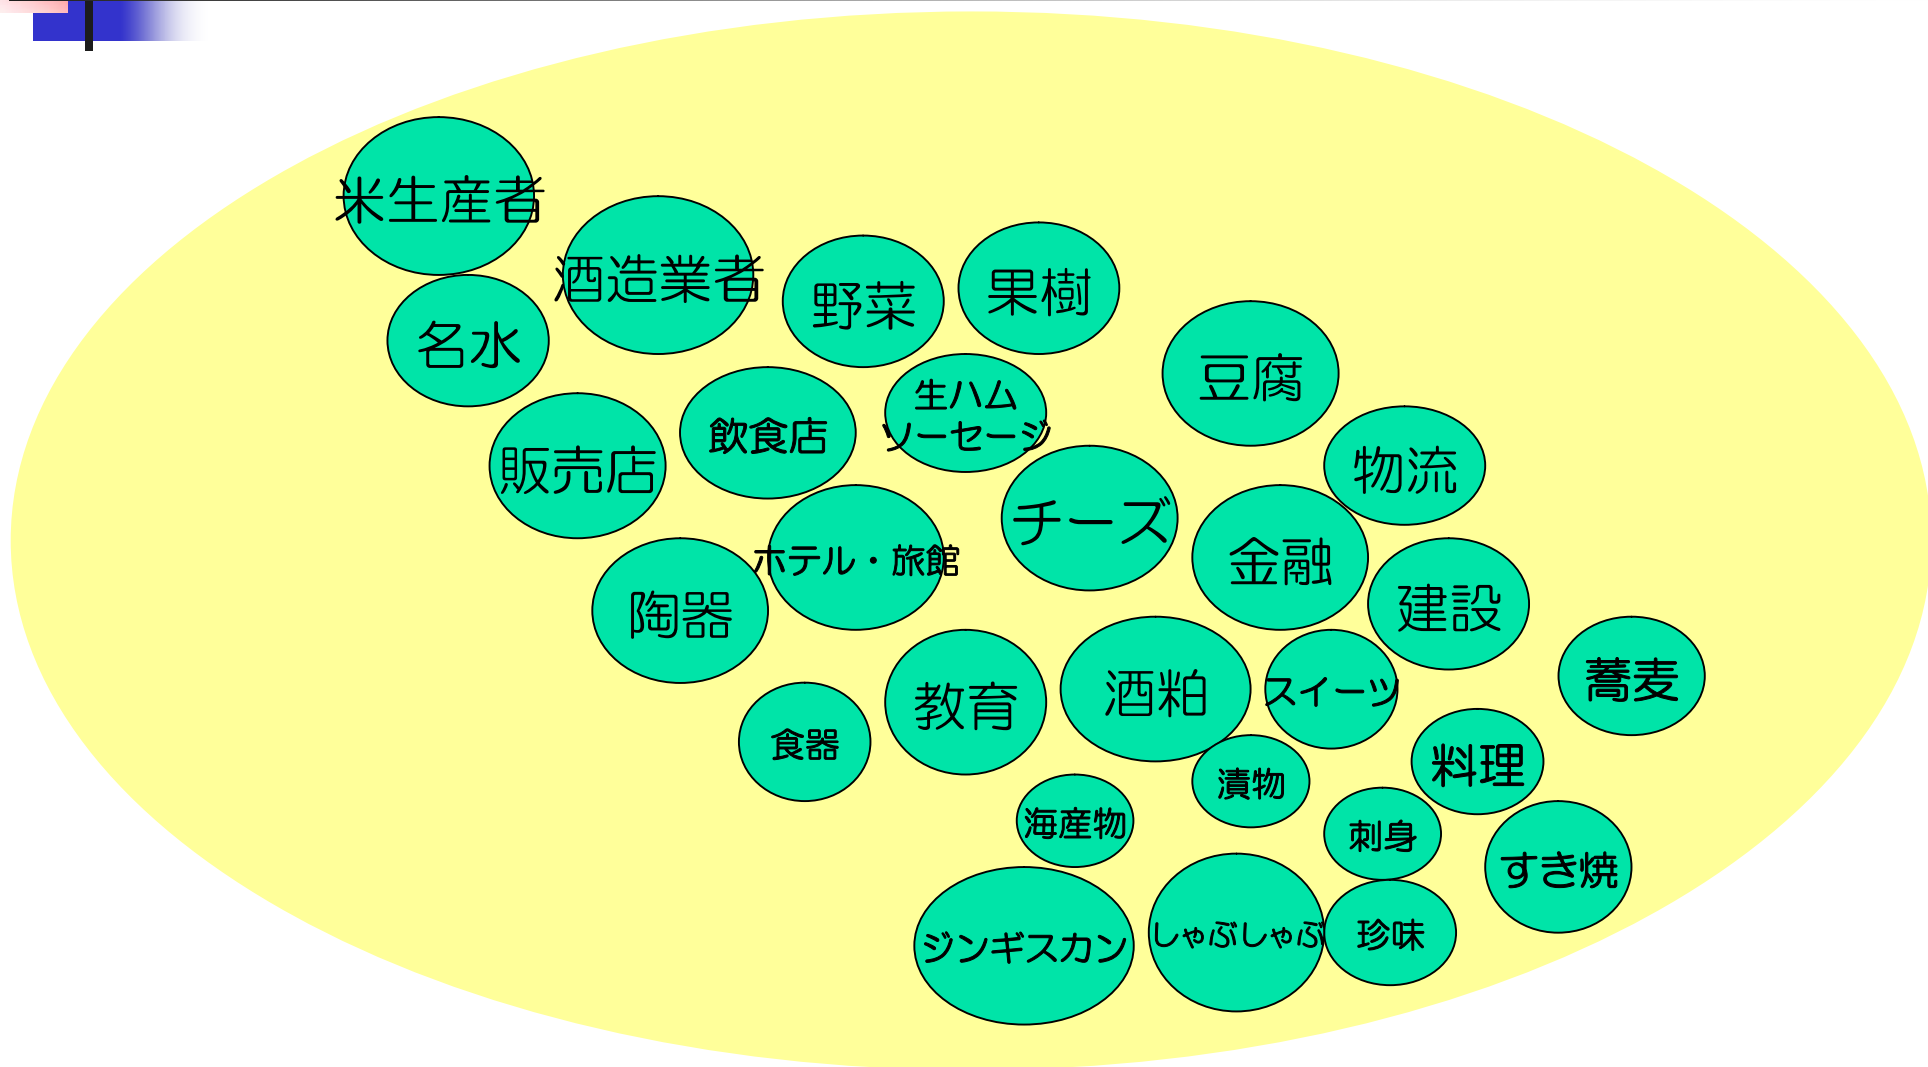 米生産者
酒造業者
野菜
果樹
名水
豆腐
生ハム
ソーセージ
飲食店
販売店
物流
チーズ
ホテル・旅館
金融
陶器
建設
教育
酒粕
スイーツ
蕎麦
食器
漬物
料理
海産物
刺身
すき焼
ジンギスカン
しゃぶしゃぶ
珍味